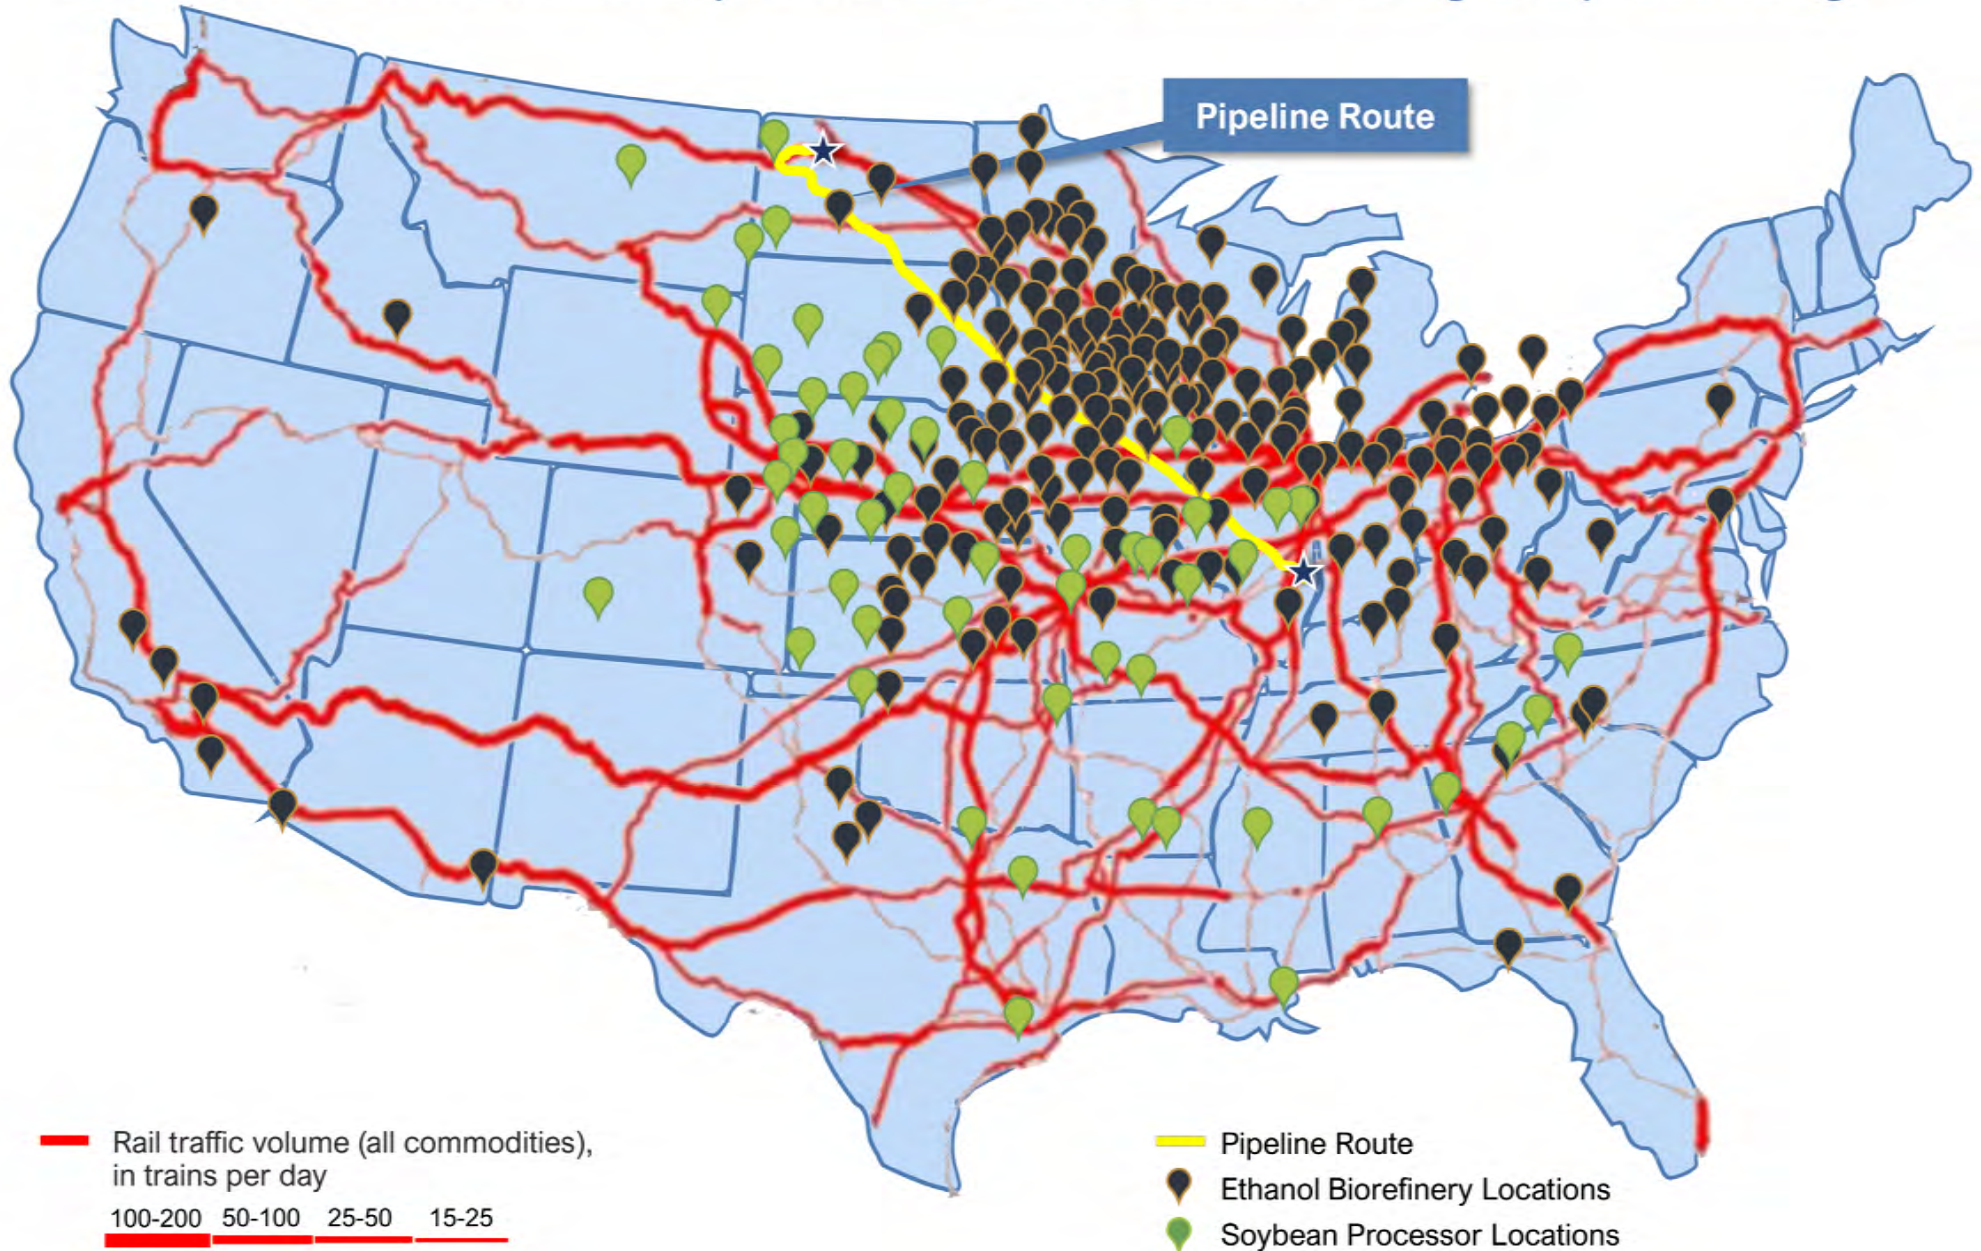 Pipeline Route
Rail traffic volume (all commodities),
in trains per day
100-200 50-100 25-50 15-25
Pipeline Route
Ethanol Biorefinery Locations
Soybean Processor Locations